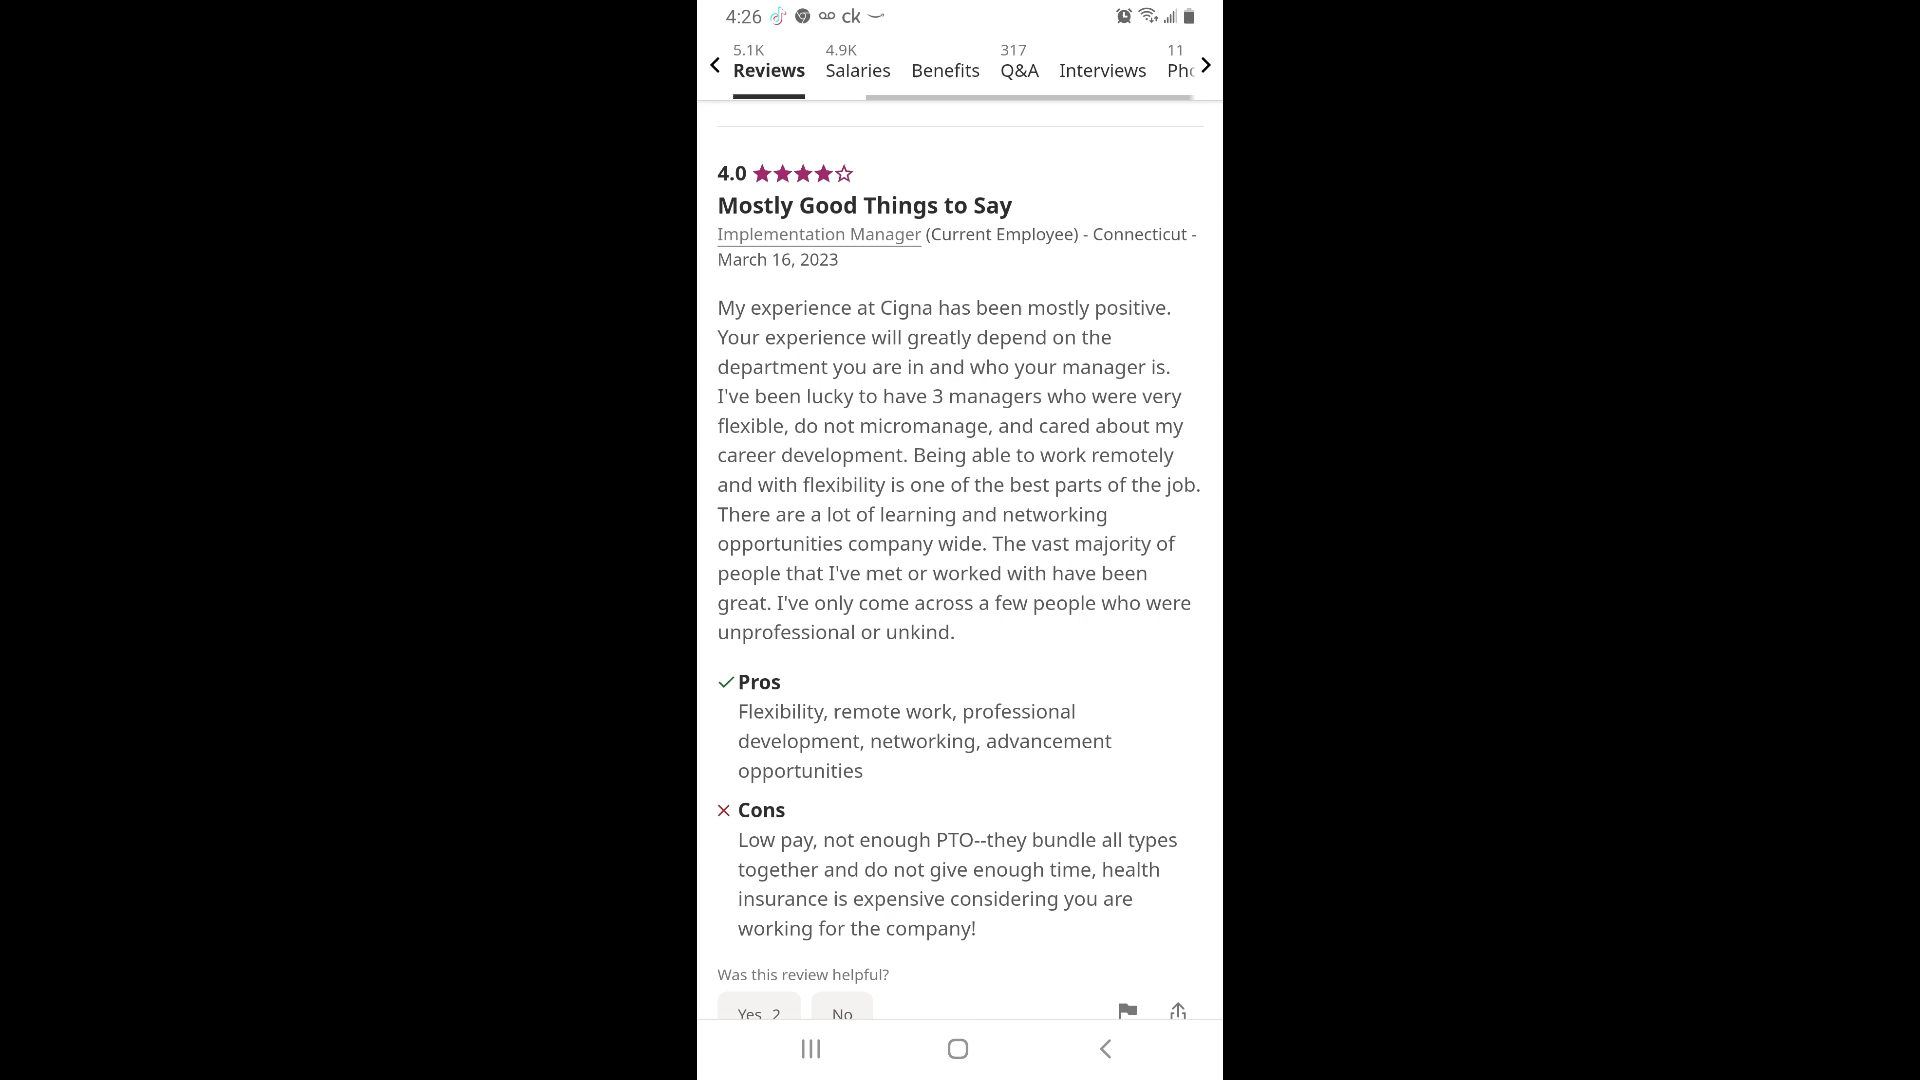 4:26 ck
5.1K 4.9K 317 11
Reviews Salaries Benefits Q&A Interviews Pho
4.0
Mostly Good Things to Say
Implementation Manager (Current Employee) - Connecticut -
March 16, 2023
My experience at Cigna has been mostly positive.
Your experience will greatly depend on the
department you are in and who your manager is.
I've been lucky to have 3 managers who were very
flexible, do not micromanage, and cared about my
career development. Being able to work remotely
and with flexibility is one of the best parts of the job.
There are a lot of learning and networking
opportunities company wide. The vast majority of
people that I've met or worked with have been
great. I've only come across a few people who were
unprofessional or unkind.
Pros
Flexibility, remote work, professional
development, networking, advancement
opportunities
Cons
Low pay, not enough PTO--they bundle all types
together and do not give enough time, health
insurance is expensive considering you are
working for the company!
Was this review helpful?
Yes 2 No